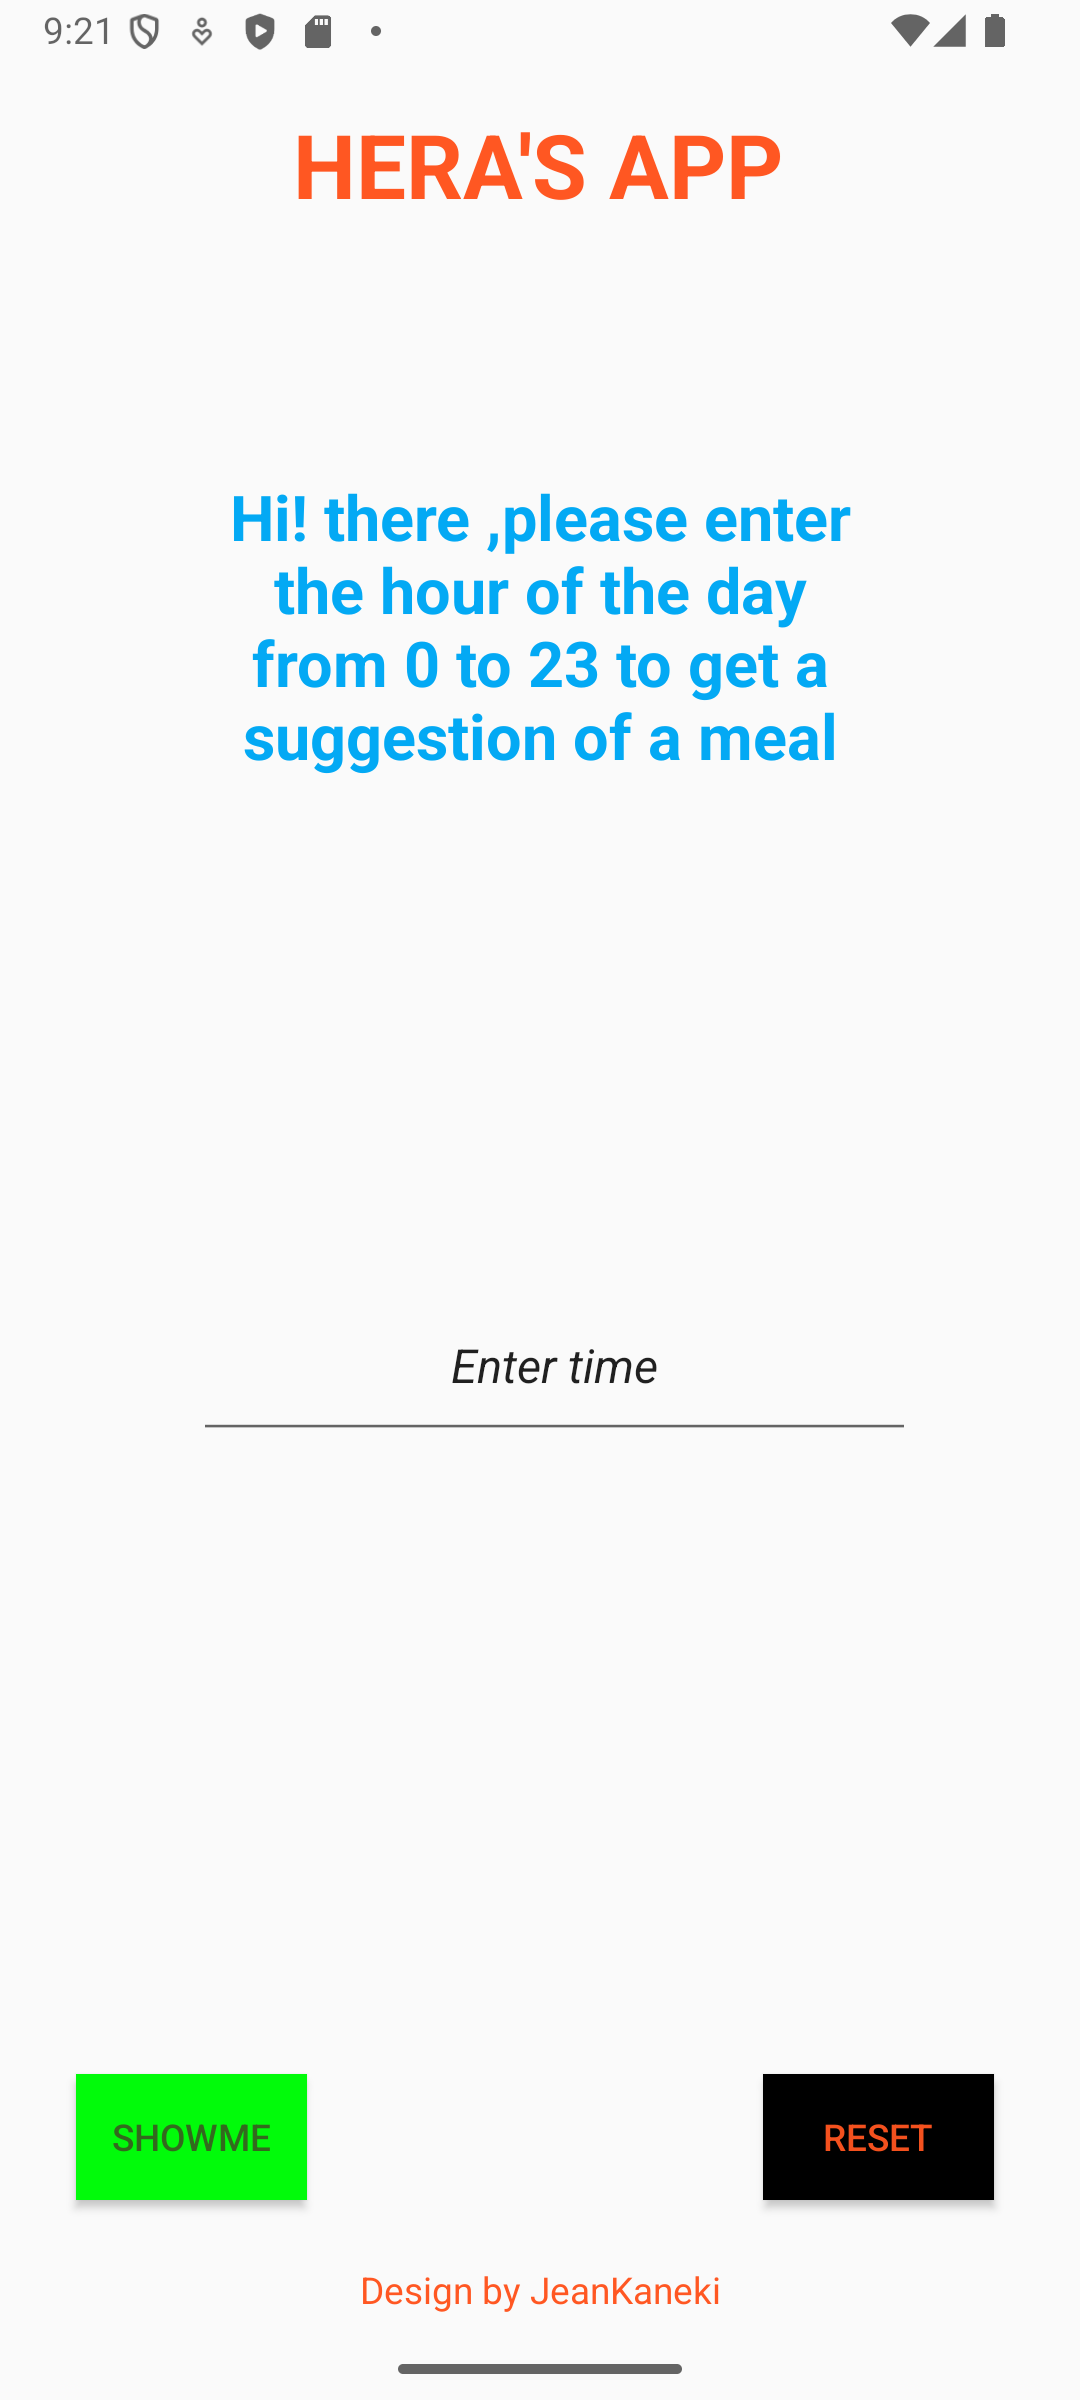 9:21
HERA'S APP
Hi! there ,please enter
the hour of the day
from 0 to 23 to get a
suggestion of a meal
Enter time
SHOWME
RESET
Design by JeanKaneki